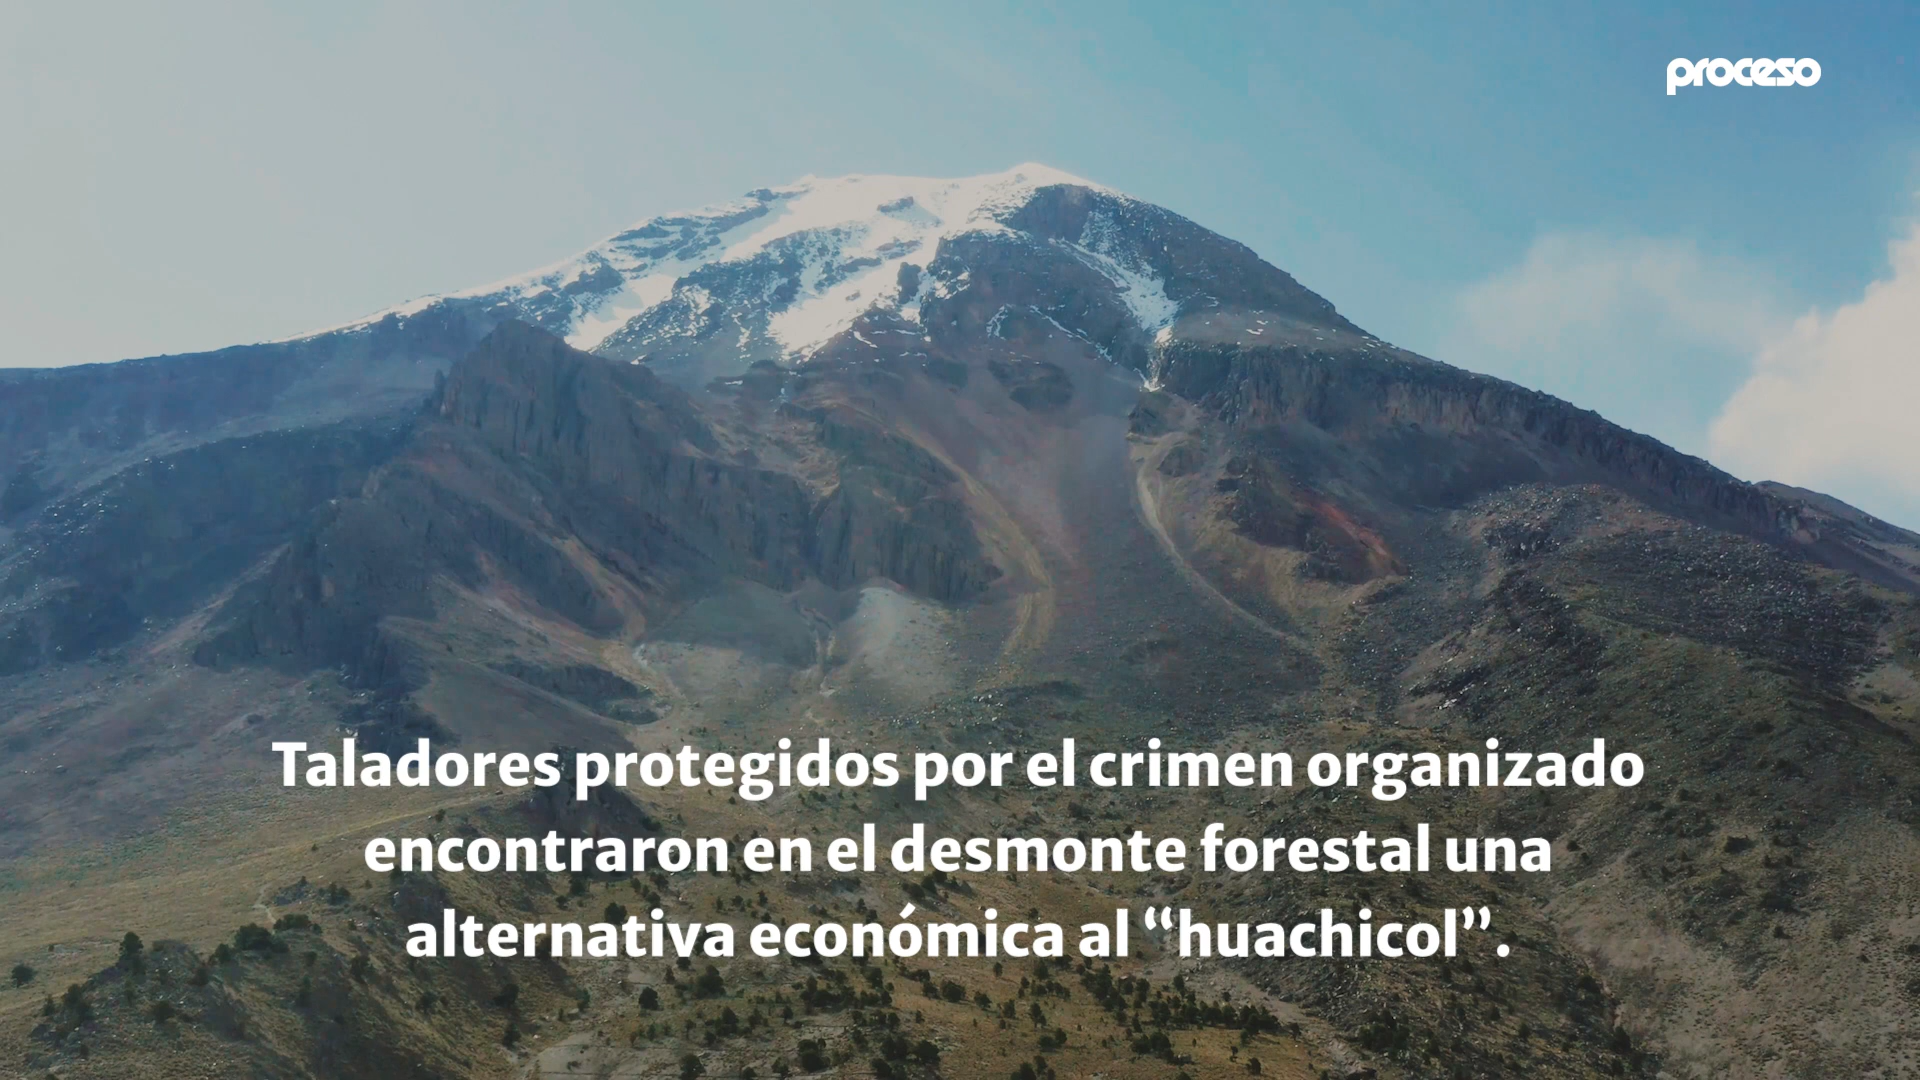 proceso
Taladores protegidos por el crimen organizado
encontraron en el desmonte forestal una
alternativa económica al “huachicol”.